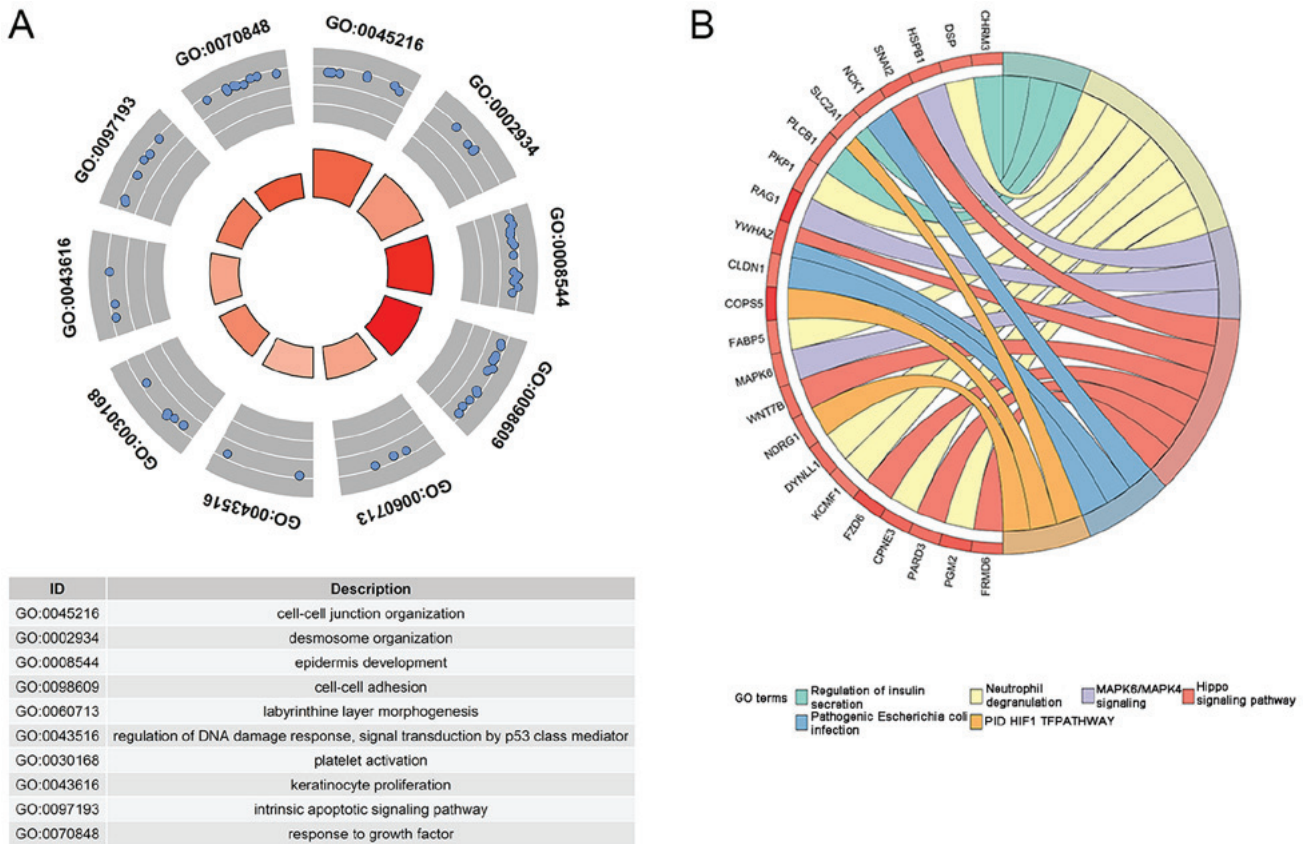 A
GO:0045216
GO:0002934
GO:0008544
GO:0098609
GO:0060713
GO:0043516
GO:0030168
GO:0043616
GO:0097193
GO:0070848
ID Description
GO:0045216 cell-cell junction organization
GO:0002934 desmosome organization
GO:0008544 epidermis development
GO:0098609 cell-cell adhesion
GO:0060713 labyrinthine layer morphogenesis
GO:0043516 regulation of DNA damage response, signal transduction by p53 class mediator
GO:0030168 platelet activation
GO:0043616 keratinocyte proliferation
GO:0097193 intrinsic apoptotic signaling pathway
GO:0070848 response to growth factor
B
CHRM3
DSP
HSPB1
SNAI2
NCK1
SLC2A1
PLCB1
PKP1
RAG1
YWHAZ
CLDN1
COPS5
FABP5
MAPK6
WNT7B
NDRG1
DYNLL1
KCMF1
FZD6
CPNE3
PARD3
PGM2
FRMD6
GO terms
Regulation of insulin
secretion
Neutrophil
degranulation
MAPK6/MAPK4
signaling
Hippo
signaling pathway
Pathogenic Escherichia coli
infection
PID HIF1 TFPATHWAY